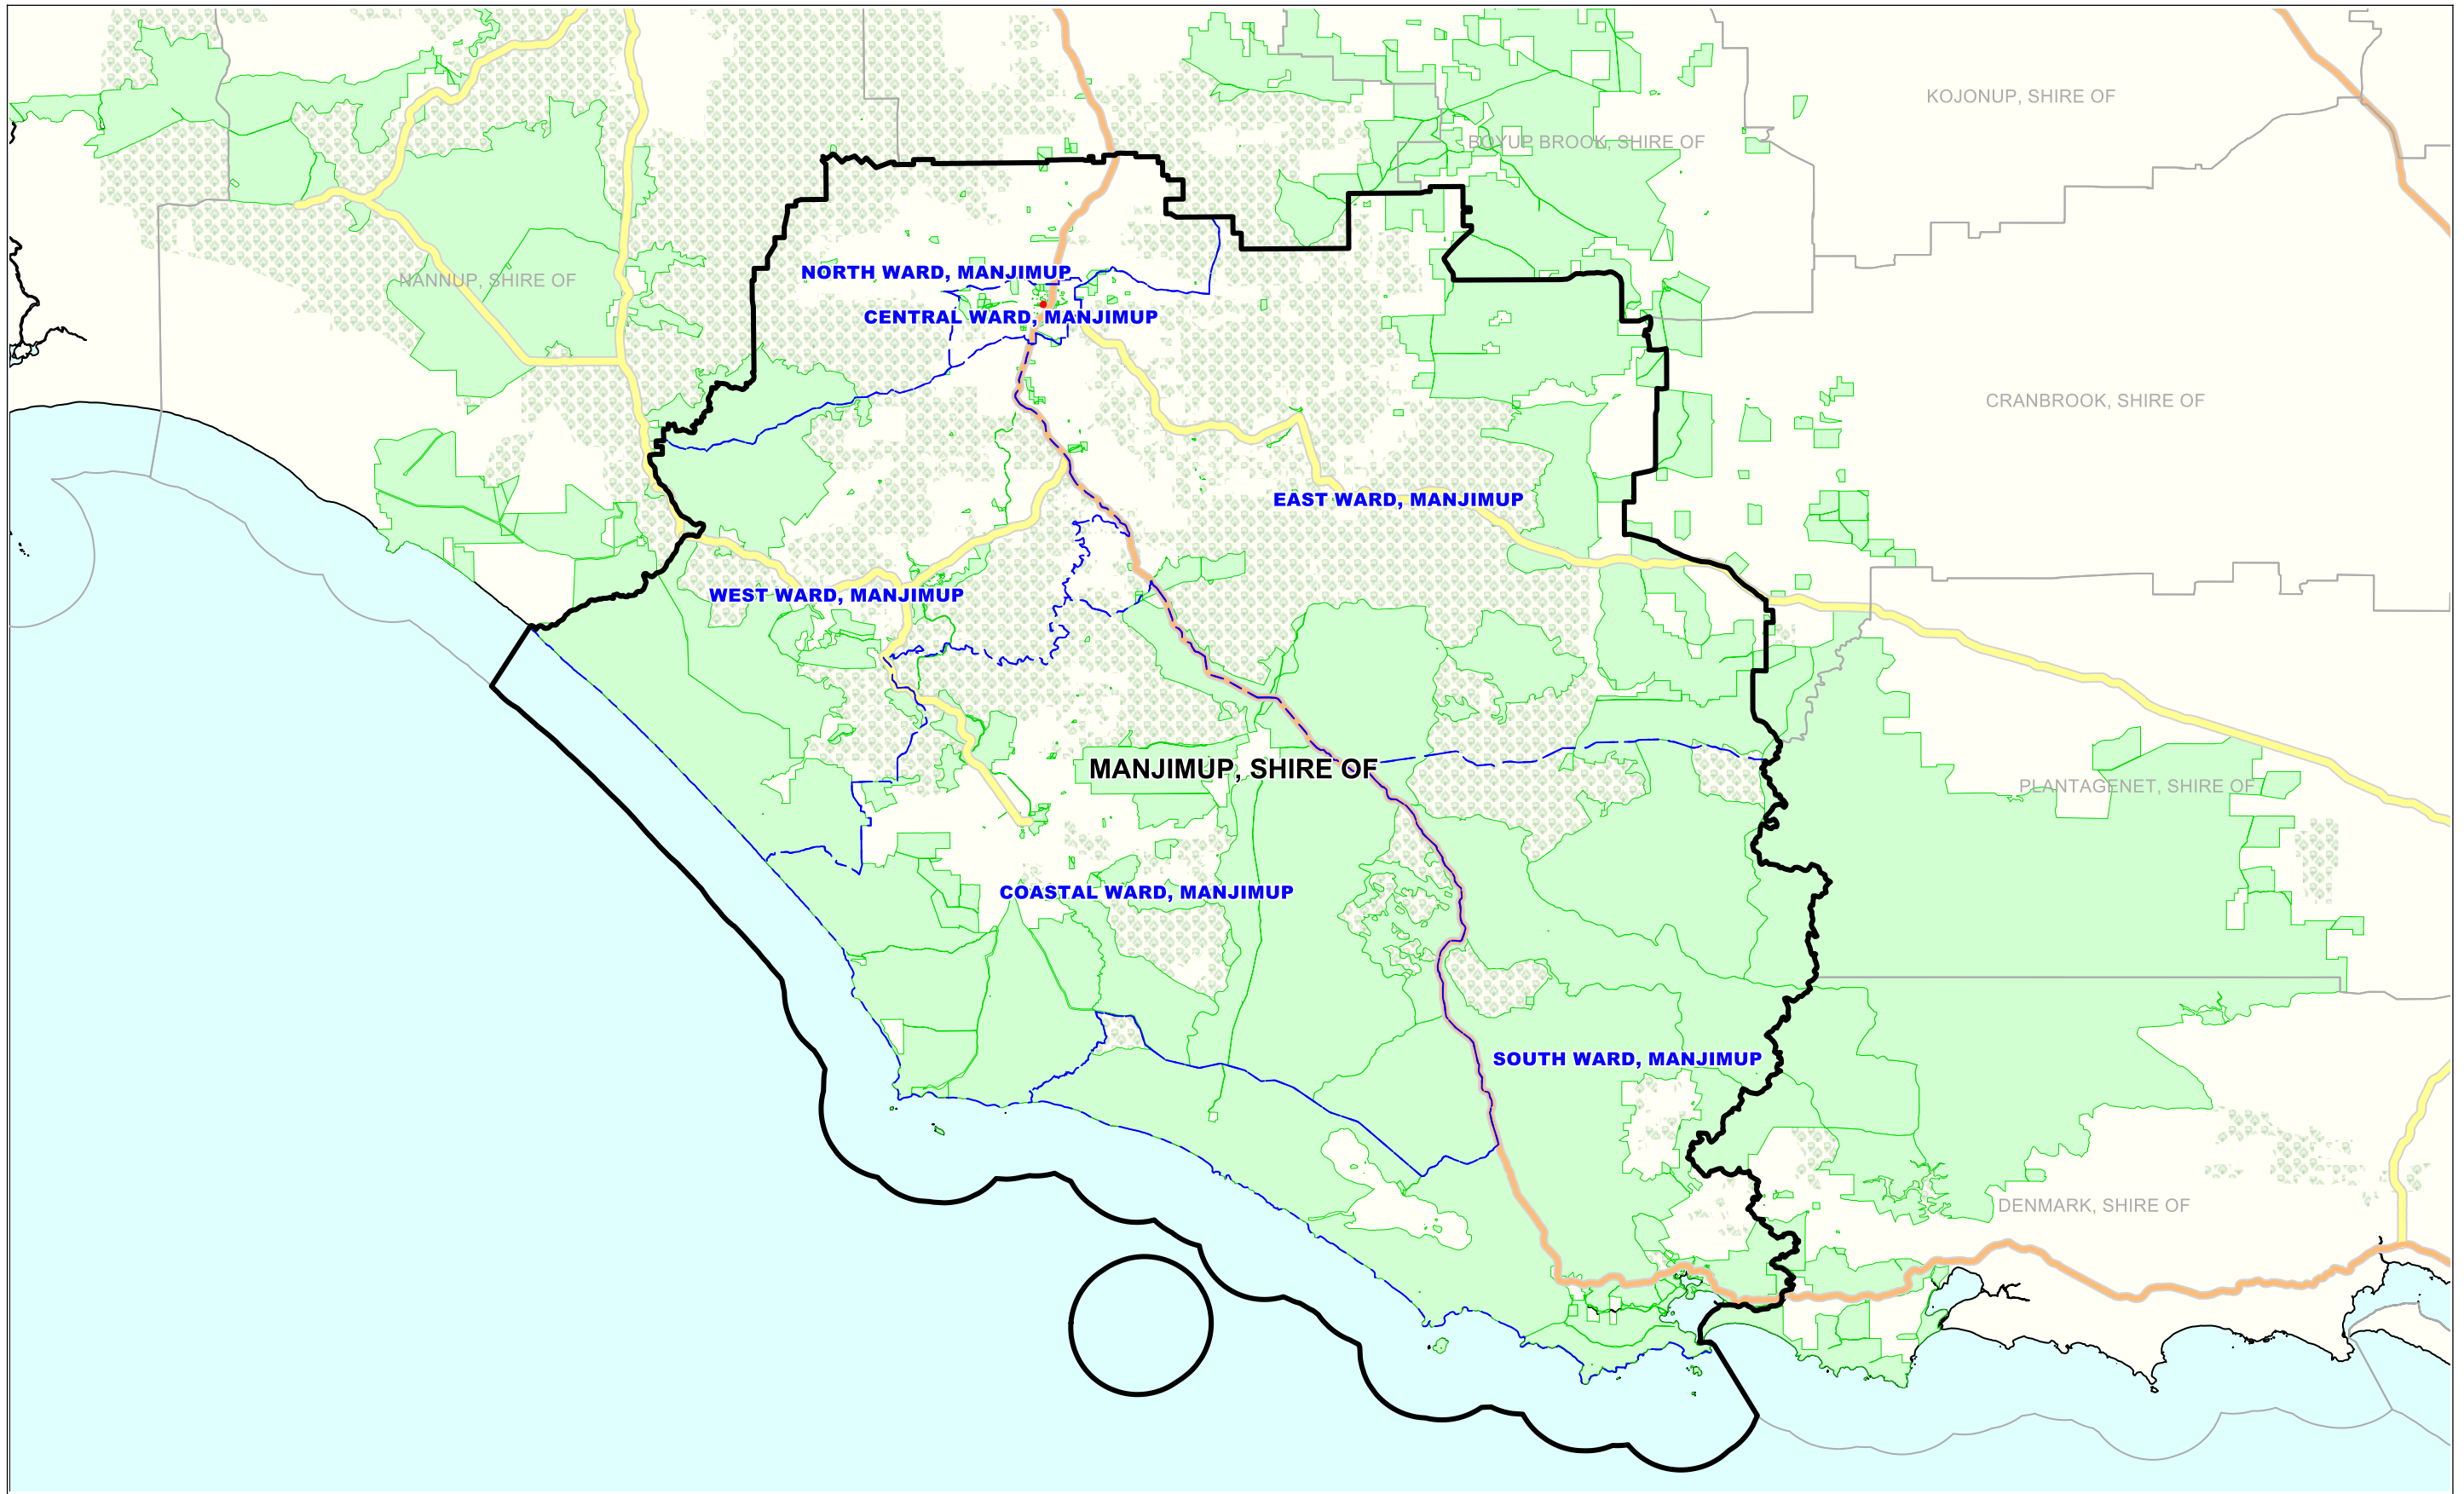 KOJONUP, SHIRE OF
BOYUP BROOK, SHIRE OF
NORTH WARD, MANJIMUP
NANNUP, SHIRE OF
CENTRAL WARD, MANJIMUP
CRANBROOK, SHIRE OF
EAST WARD, MANJIMUP
WEST WARD, MANJIMUP
MANJIMUP, SHIRE OF
PLANTAGENET, SHIRE OF
COASTAL WARD, MANJIMUP
SOUTH WARD, MANJIMUP
DENMARK, SHIRE OF